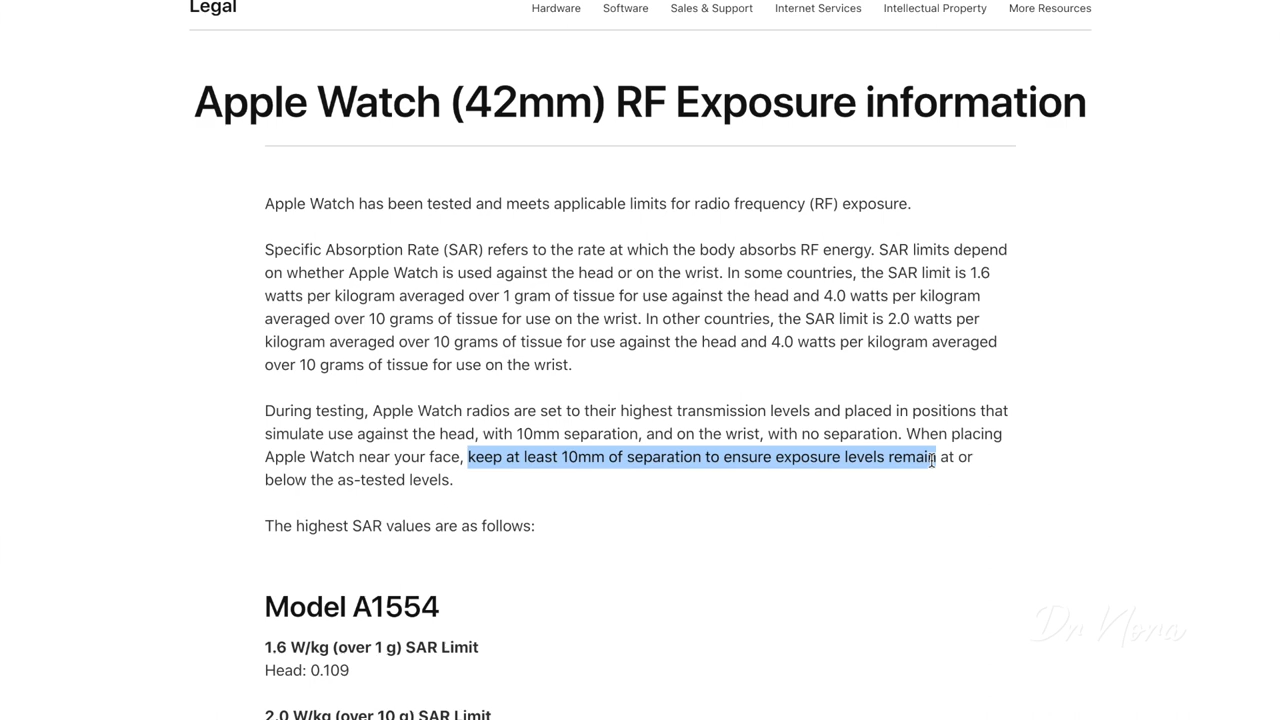 Legal
Hardware Software Sales & Support Internet Services Intellectual Property More Resources
Apple Watch (42mm) RF Exposure information
Apple Watch has been tested and meets applicable limits for radio frequency (RF) exposure.
Specific Absorption Rate (SAR) refers to the rate at which the body absorbs RF energy. SAR limits depend
on whether Apple Watch is used against the head or on the wrist. In some countries, the SAR limit is 1.6
watts per kilogram averaged over 1 gram of tissue for use against the head and 4.0 watts per kilogram
averaged over 10 grams of tissue for use on the wrist. In other countries, the SAR limit is 2.0 watts per
kilogram averaged over 10 grams of tissue for use against the head and 4.0 watts per kilogram averaged
over 10 grams of tissue for use on the wrist.
During testing, Apple Watch radios are set to their highest transmission levels and placed in positions that
simulate use against the head, with 10mm separation, and on the wrist, with no separation. When placing
Apple Watch near your face, keep at least 10mm of separation to ensure exposure levels remain at or
below the as-tested levels.
The highest SAR values are as follows:
Model A1554
1.6 W/kg (over 1 g) SAR Limit
Head: 0.109
Dr Nora
2.0 W/kg (over 10 g) SAR Limit